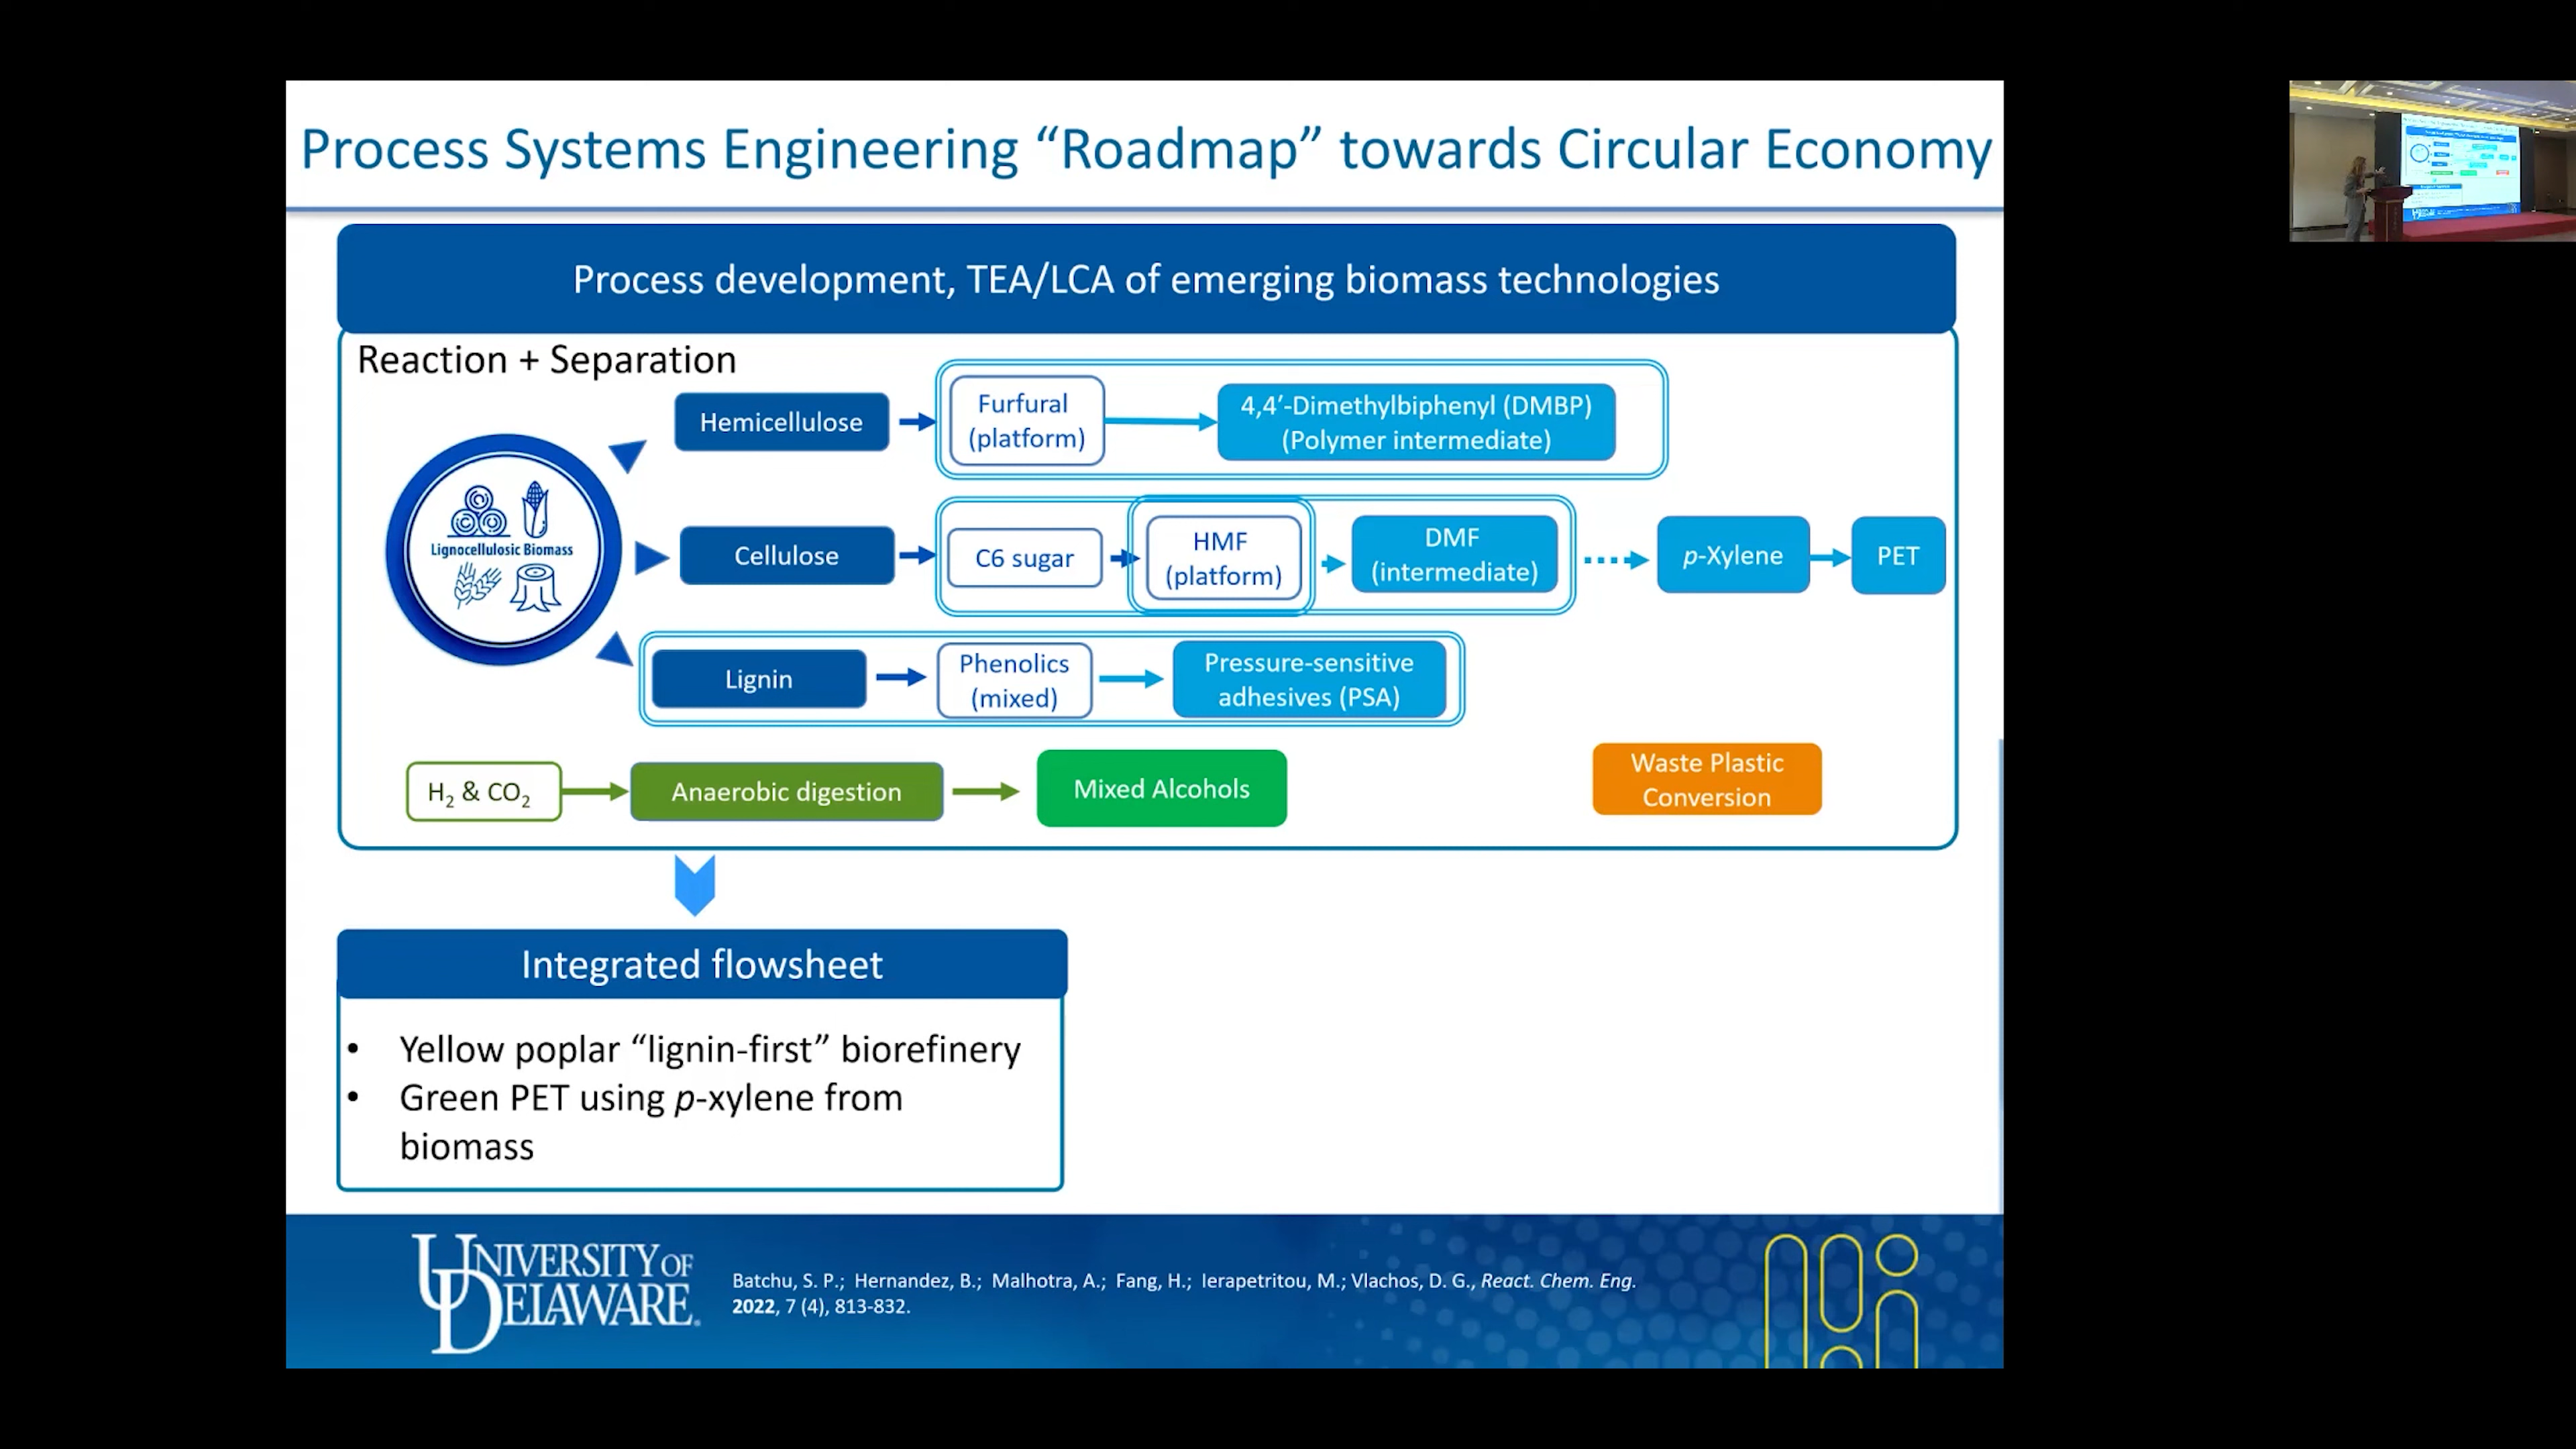 Process Systems Engineering “Roadmap” towards Circular Economy
Process development, TEA/LCA of emerging biomass technologies
Reaction + Separation
Hemicellulose
Furfural
(platform)
4,4’-Dimethylbiphenyl (DMBP)
(Polymer intermediate)
Lignocellulosic Biomass
Cellulose
C6 sugar
HMF
(platform)
DMF
(intermediate)
p-Xylene
PET
Lignin
Phenolics
(mixed)
Pressure-sensitive
adhesives (PSA)
H₂ & CO₂
Anaerobic digestion
Mixed Alcohols
Waste Plastic
Conversion
Integrated flowsheet
• Yellow poplar “lignin-first” biorefinery
• Green PET using p-xylene from
biomass
UNIVERSITY OF
DELAWARE.
Batchu, S. P.; Hernandez, B.; Malhotra, A.; Fang, H.; Ierapetritou, M.; Vlachos, D. G., React. Chem. Eng.
2022, 7 (4), 813-832.